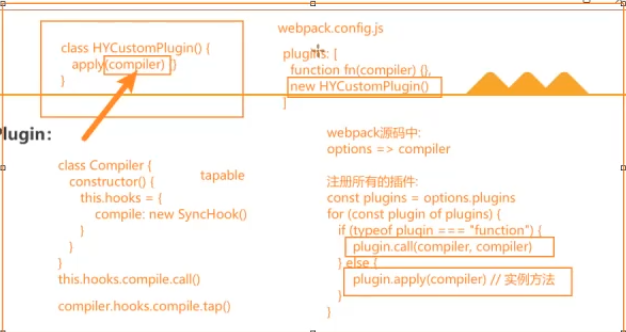 class HYCustomPlugin() {
apply(compiler) {}
}
webpack.config.js
plugins: [
function fn(compiler) {},
new HYCustomPlugin()
]
Plugin:
class Compiler {
constructor() {
this.hooks = {
compile: new SyncHook()
}
}
}
this.hooks.compile.call()
compiler.hooks.compile.tap()
tapable
webpack源码中:
options => compiler
注册所有的插件:
const plugins = options.plugins
for (const plugin of plugins) {
if (typeof plugin === "function") {
plugin.call(compiler, compiler)
} else {
plugin.apply(compiler) // 实例方法
}
}